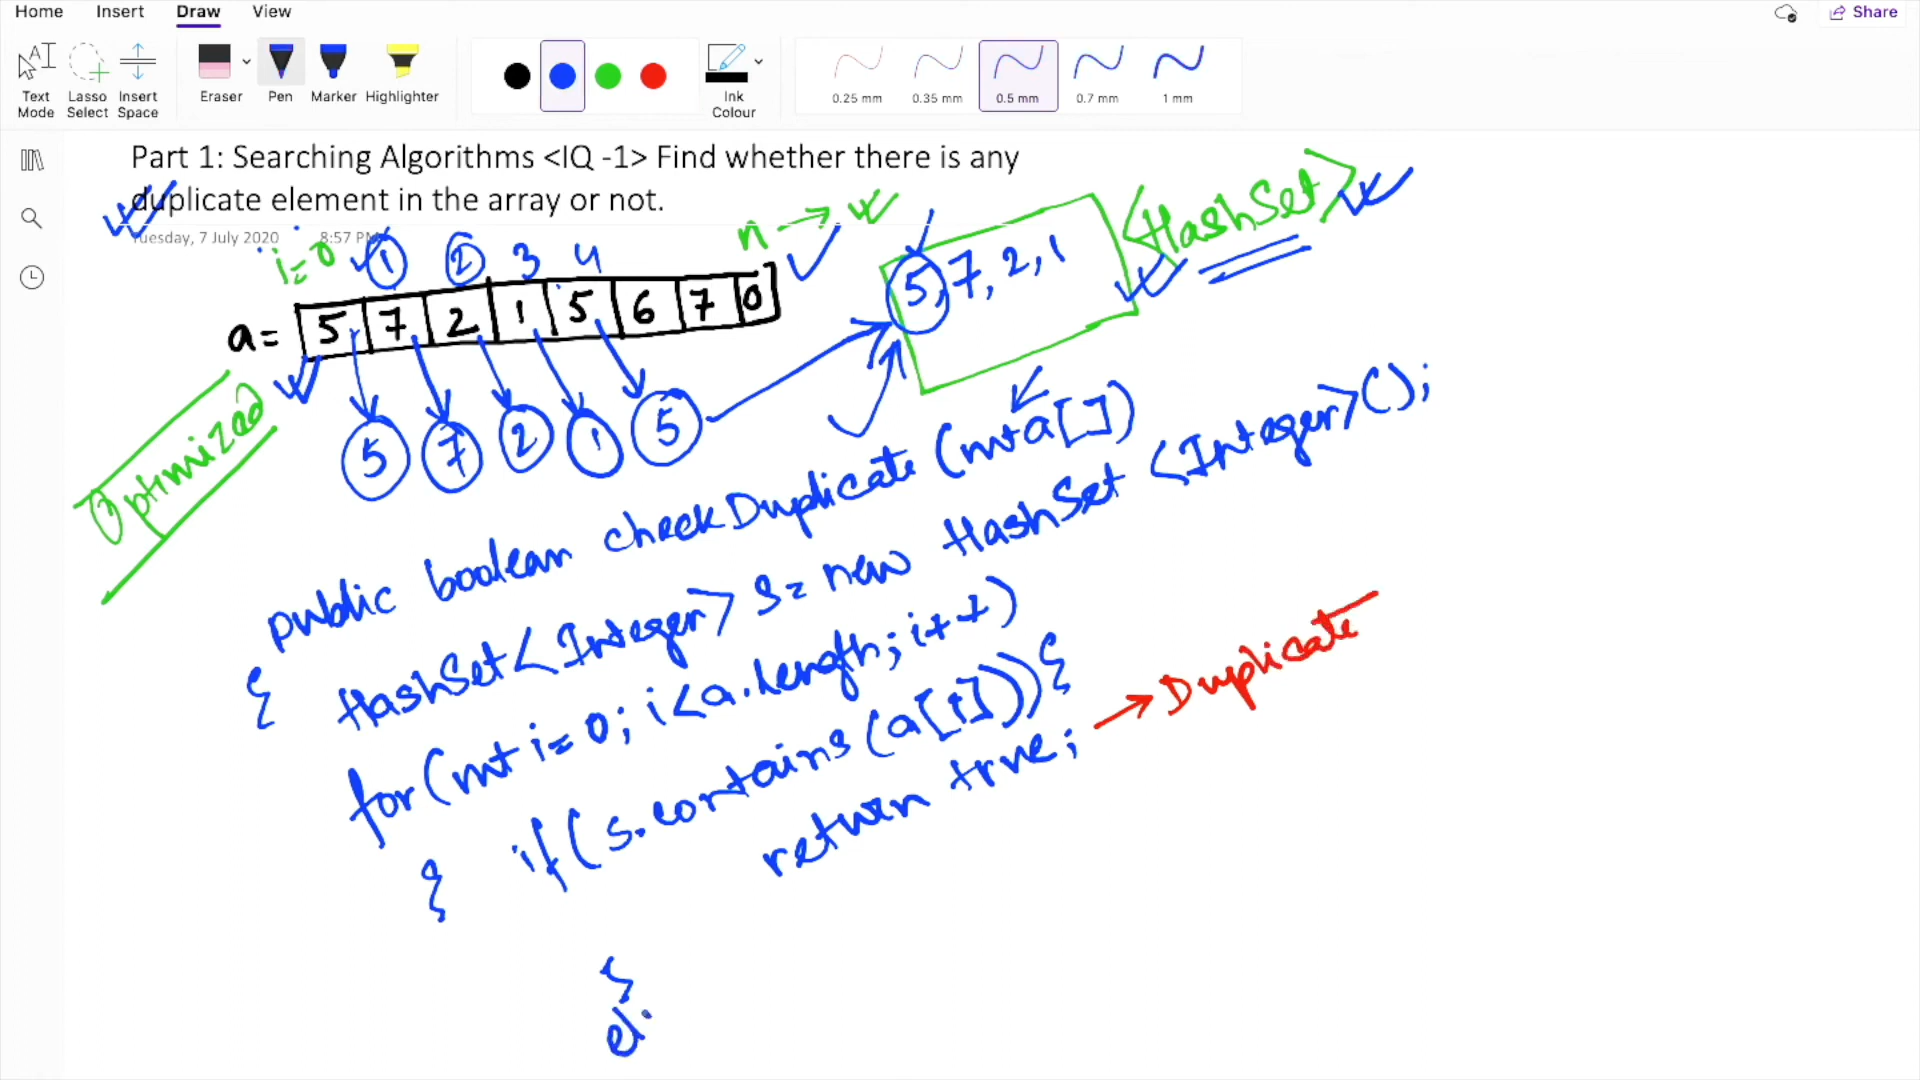 Home Insert Draw View Share
Text Mode Lasso Select Insert Space Eraser Pen Marker Highlighter Ink Colour 0.25 mm 0.35 mm 0.5 mm 0.7 mm 1 mm
Part 1: Searching Algorithms <IQ -1> Find whether there is any
duplicate element in the array or not.
Tuesday, 7 July 2020 8:57 PM
<HashSet>
n →
i=0 1 2 3 4
5, 7, 2, 1
a= 5 7 2 1 5 6 7 0
Optimized
5 7 2 1 5
public boolean checkDuplicate (int a[])
{ HashSet<Integer> s= new HashSet <Integer>();
for(int i=0; i<a.length; i++)
{ if(s.contains(a[i])){
return true; → Duplicate
}
el